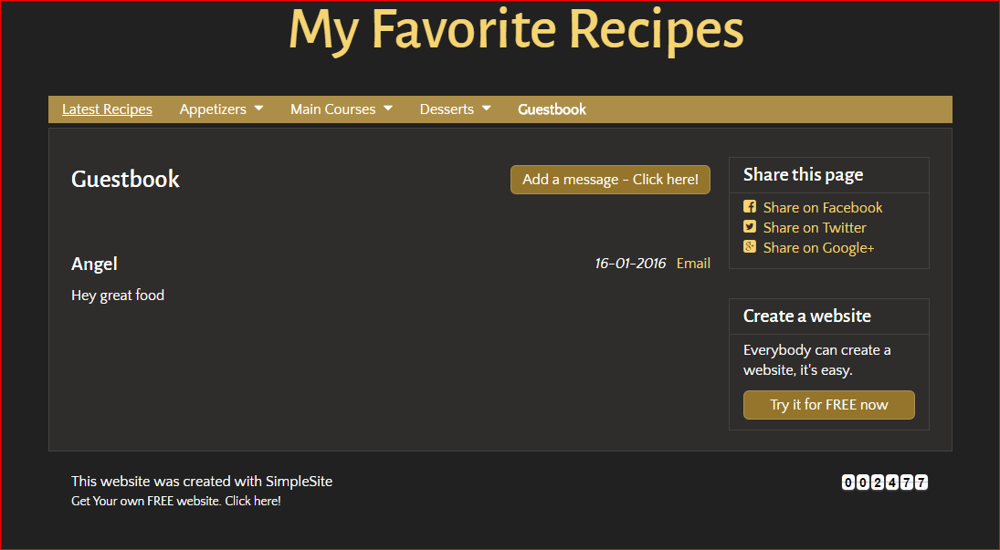 My Favorite Recipes
Latest Recipes Appetizers Main Courses Desserts Guestbook
Guestbook
Add a message - Click here!
Angel
16-01-2016 Email
Hey great food
Share this page
Share on Facebook
Share on Twitter
Share on Google+
Create a website
Everybody can create a
website, it's easy.
Try it for FREE now
This website was created with SimpleSite
Get Your own FREE website. Click here!
002477